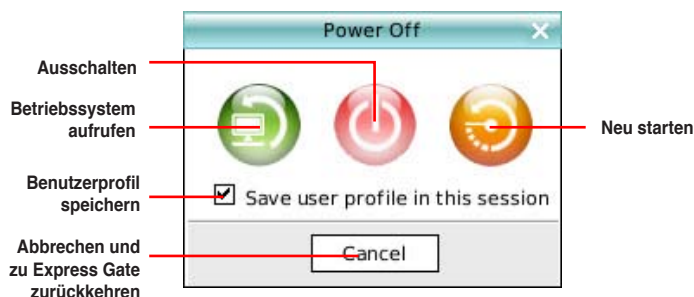 Power Off
Ausschalten
Betriebssystem
aufrufen
Neu starten
Benutzerprofil
speichern
Save user profile in this session
Abbrechen und
zu Express Gate
zurückkehren
Cancel